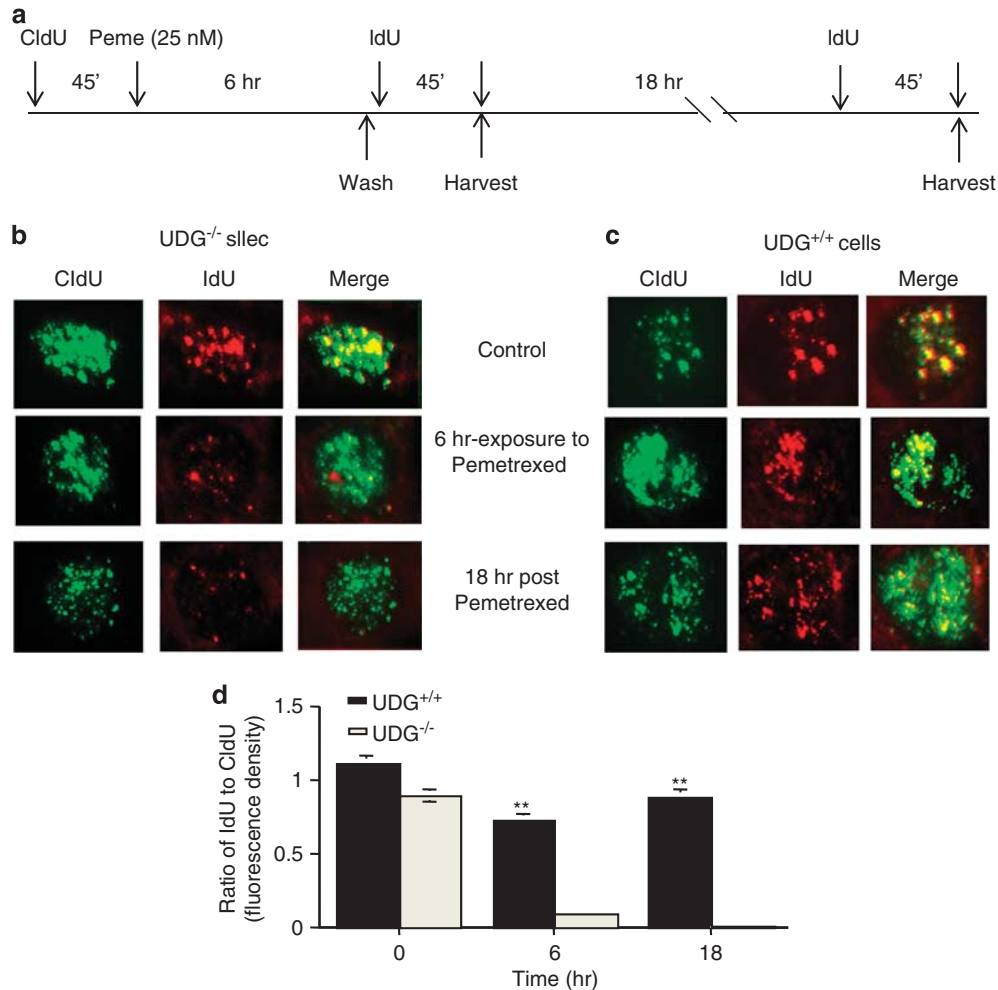 a
CldU Peme (25 nM) IdU IdU
45’ 6 hr 45’ 18 hr 45’
Wash Harvest Harvest
b UDG-/- sllec
CldU IdU Merge
c UDG+/+ cells
CldU IdU Merge
Control
6 hr-exposure to
Pemetrexed
18 hr post
Pemetrexed
d
UDG+/+
UDG-/-
Ratio of IdU to CldU
(fluorescence density)
1.5
1
0.5
0
**
**
0 6 18
Time (hr)